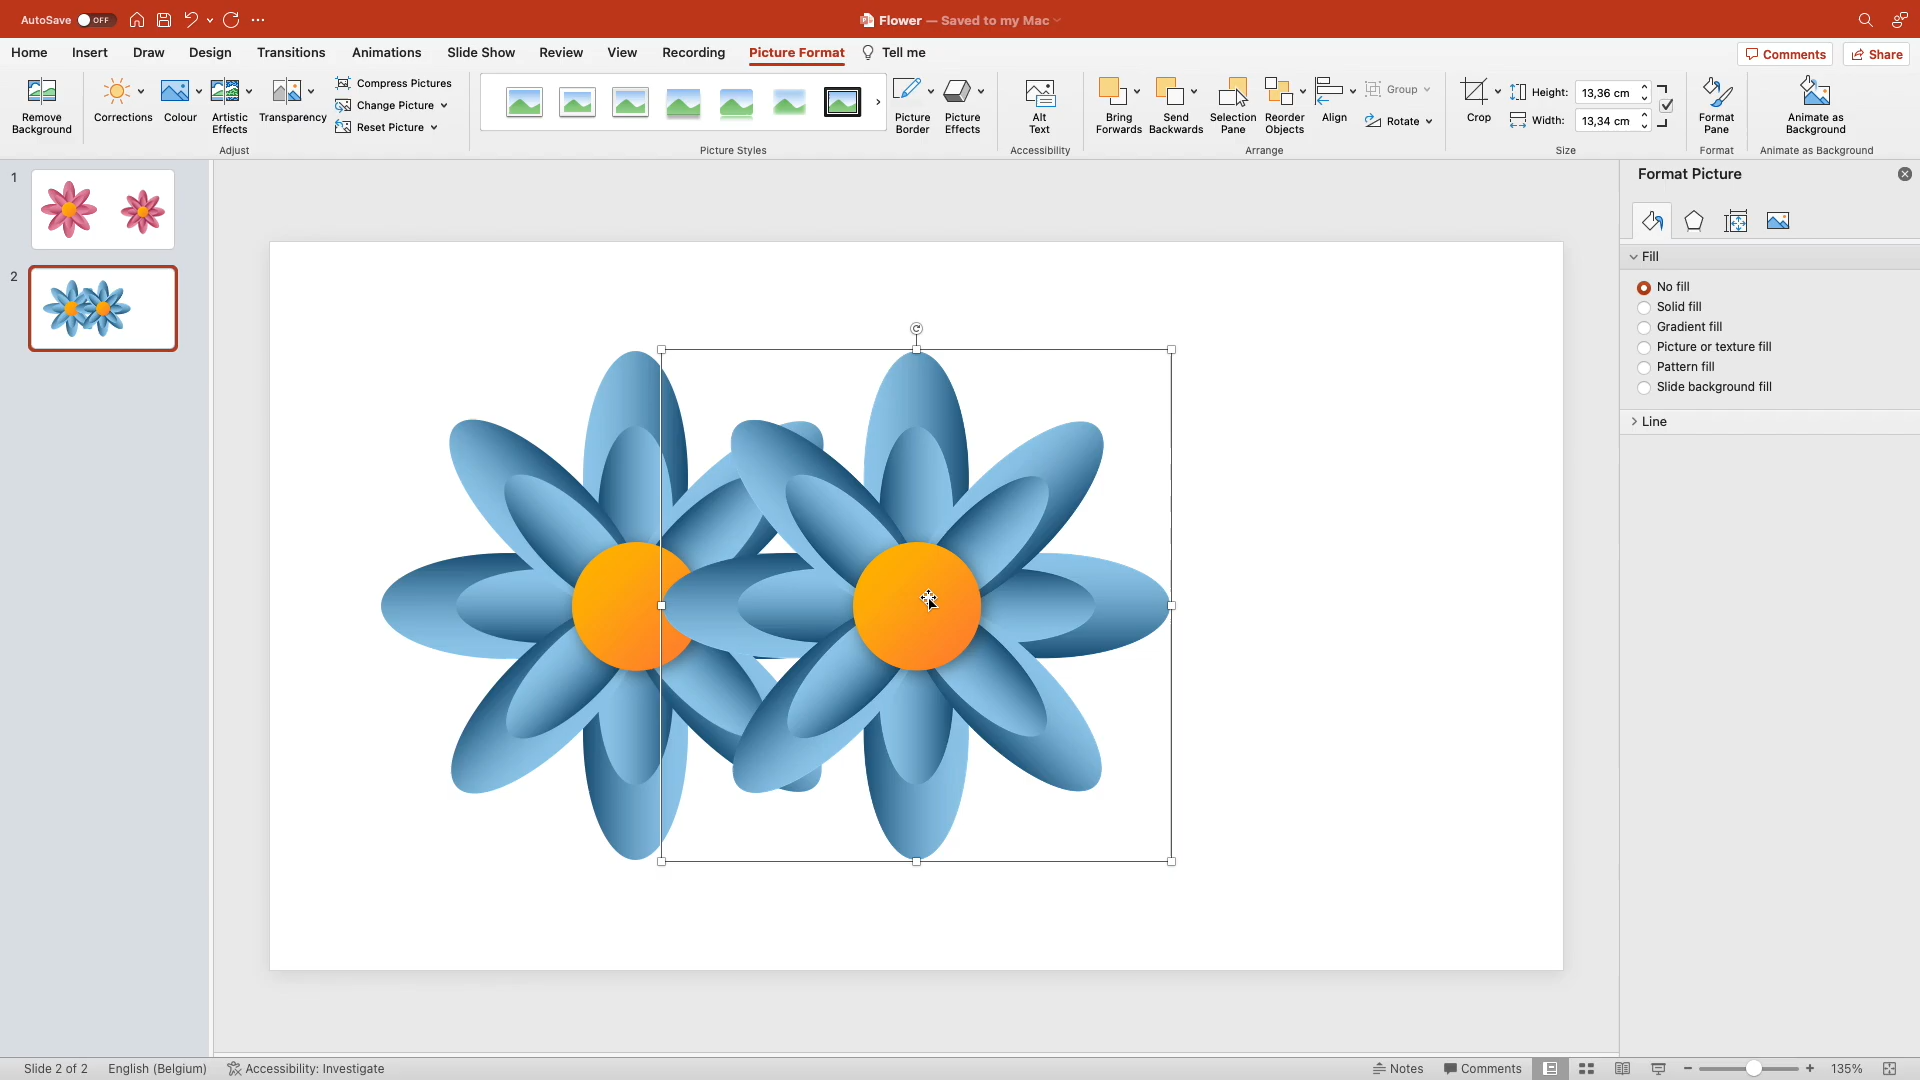 AutoSave OFF
Flower — Saved to my Mac
Home Insert Draw Design Transitions Animations Slide Show Review View Recording Picture Format Tell me
Comments Share
Remove Background
Corrections
Colour
Artistic Effects
Transparency
Compress Pictures
Change Picture
Reset Picture
Adjust
Picture Styles
Picture Border
Picture Effects
Alt Text
Accessibility
Bring Forwards
Send Backwards
Selection Pane
Reorder Objects
Align
Group
Rotate
Arrange
Crop
Height: 13,36 cm
Width: 13,34 cm
Size
Format Pane
Format
Animate as Background
Animate as Background
1
2
Format Picture
Fill
No fill
Solid fill
Gradient fill
Picture or texture fill
Pattern fill
Slide background fill
Line
Slide 2 of 2 English (Belgium) Accessibility: Investigate
Notes Comments 135%